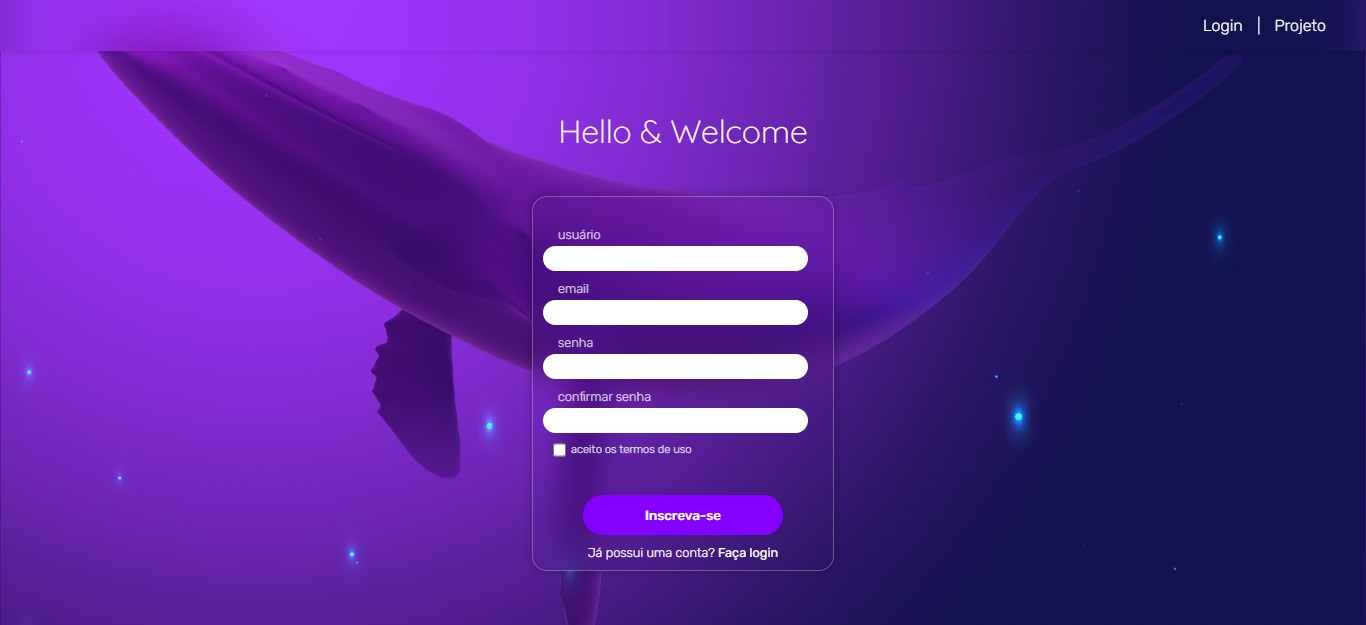 Login | Projeto
Hello & Welcome
usuário
email
senha
confirmar senha
aceito os termos de uso
Inscreva-se
Já possui uma conta? Faça login